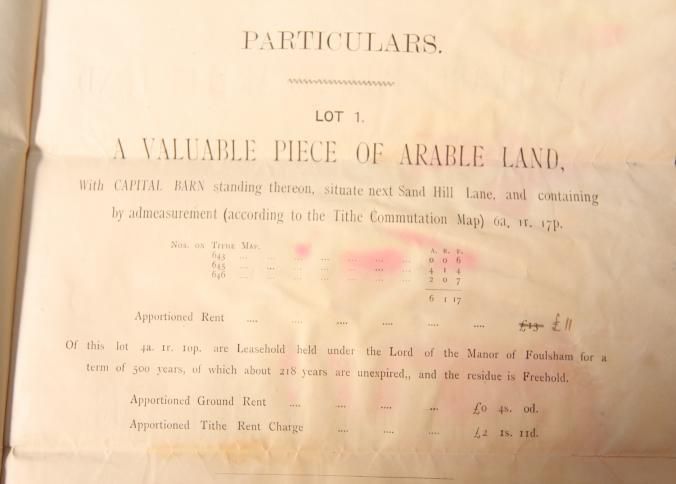 PARTICULARS.
LOT 1.
A VALUABLE PIECE OF ARABLE LAND,
With CAPITAL BARN standing thereon, situate next Sand Hill Lane, and containing
by admeasurement (according to the Tithe Commutation Map) 6a. 1r. 17p.
Nos. on Tithe Map. A. R. P.
643 ... ... ... ... ... ... ... 0 0 6
645 ... ... ... ... ... ... ... 4 1 4
646 ... ... ... ... ... ... ... 2 0 7
6 1 17
Apportioned Rent .... .... .... .... .... .... £13 £11
Of this lot 4a. 1r. 10p. are Leasehold held under the Lord of the Manor of Foulsham for a
term of 500 years, of which about 218 years are unexpired,, and the residue is Freehold.
Apportioned Ground Rent .... .... .... ... £0 4s. 0d.
Apportioned Tithe Rent Charge .... .... .... £2 1s. 11d.